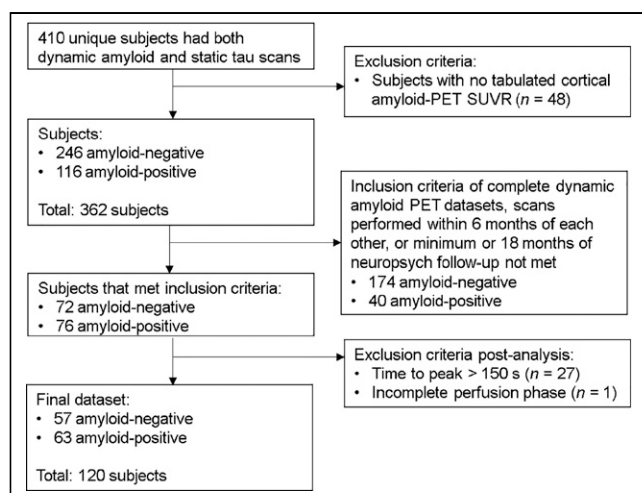 410 unique subjects had both
dynamic amyloid and static tau scans
Exclusion criteria:
• Subjects with no tabulated cortical
amyloid-PET SUVR (n = 48)
Subjects:
• 246 amyloid-negative
• 116 amyloid-positive
Total: 362 subjects
Inclusion criteria of complete dynamic
amyloid PET datasets, scans
performed within 6 months of each
other, or minimum or 18 months of
neuropsych follow-up not met
• 174 amyloid-negative
• 40 amyloid-positive
Subjects that met inclusion criteria:
• 72 amyloid-negative
• 76 amyloid-positive
Exclusion criteria post-analysis:
• Time to peak > 150 s (n = 27)
• Incomplete perfusion phase (n = 1)
Final dataset:
• 57 amyloid-negative
• 63 amyloid-positive
Total: 120 subjects